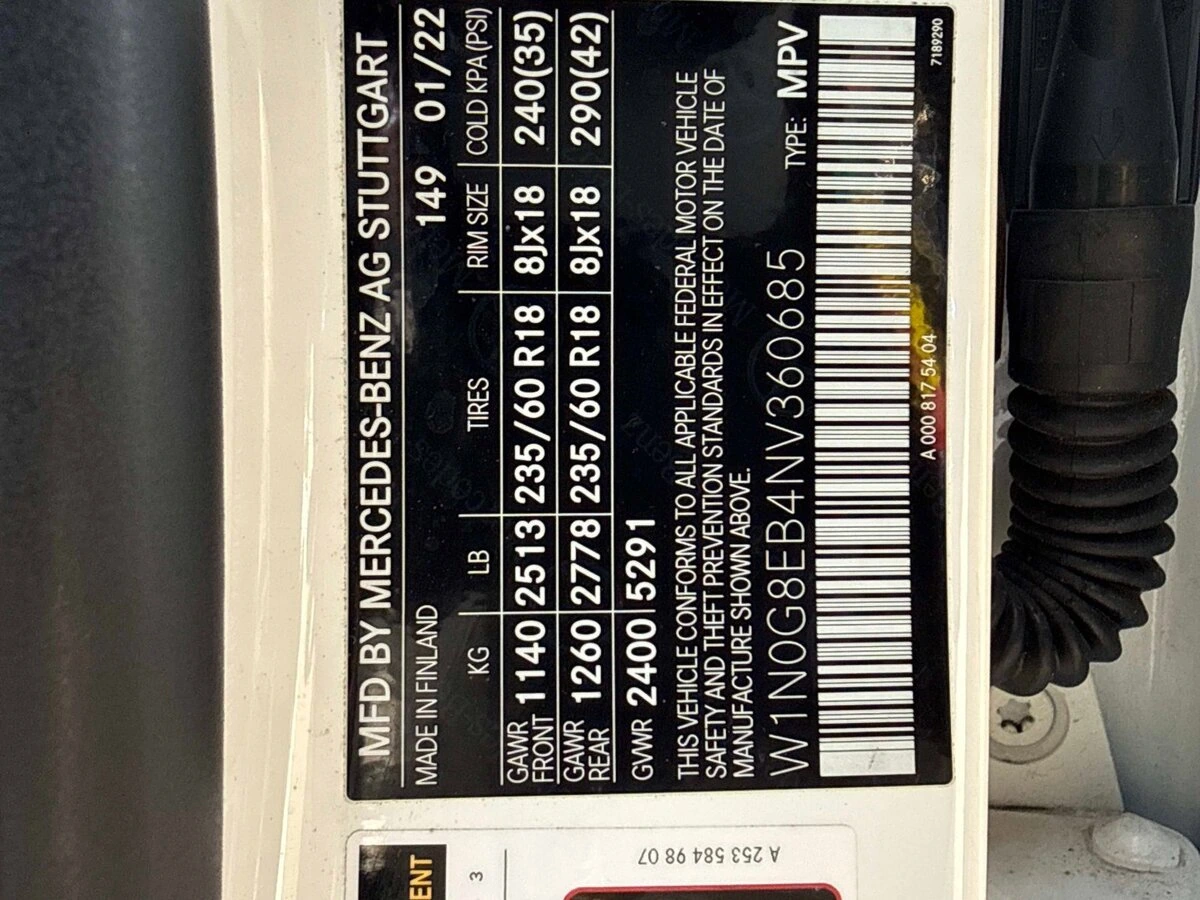 MFD BY MERCEDES-BENZ AG STUTTGART
MADE IN FINLAND 149 01/22
KG LB TIRES RIM SIZE COLD KPA (PSI)
GAWR FRONT 1140 2513 235/60 R18 8Jx18 240(35)
GAWR REAR 1260 2778 235/60 R18 8Jx18 290(42)
GVWR 2400 5291
THIS VEHICLE CONFORMS TO ALL APPLICABLE FEDERAL MOTOR VEHICLE
SAFETY AND THEFT PREVENTION STANDARDS IN EFFECT ON THE DATE OF
MANUFACTURE SHOWN ABOVE.
W1N0G8EB4NV360685 TYPE: MPV
A 000 817 54 04 7189290
ENT
3
A 253 584 98 07